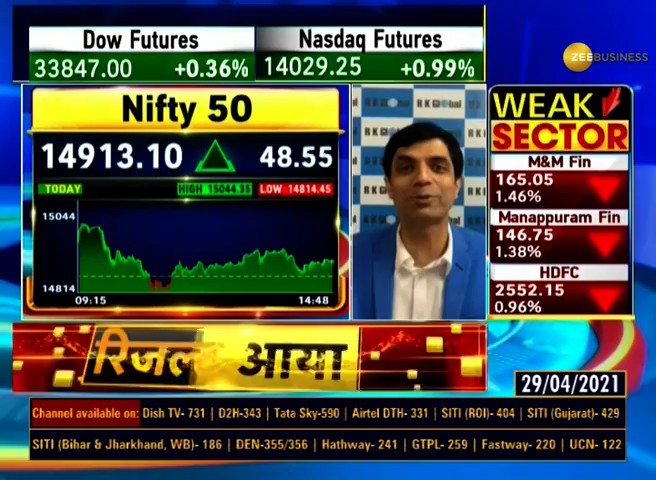 Dow Futures
33847.00 +0.36%
Nasdaq Futures
14029.25 +0.99%
ZEEBUSINESS
Nifty 50
14913.10 48.55
TODAY HIGH 15044.35 LOW 14814.45
15044
14814
09:15 14:48
WEAK
SECTOR
M&M Fin
165.05
1.46%
Manappuram Fin
146.75
1.38%
HDFC
2552.15
0.96%
आया
29/04/2021
Channel available on: Dish TV- 731 | D2H-343 | Tata Sky-590 | Airtel DTH- 331 | SITI (ROI)- 404 | SITI (Gujarat)- 429
SITI (Bihar & Jharkhand, WB)- 186 | DEN-355/356 | Hathway- 241 | GTPL- 259 | Fastway- 220 | UCN- 122